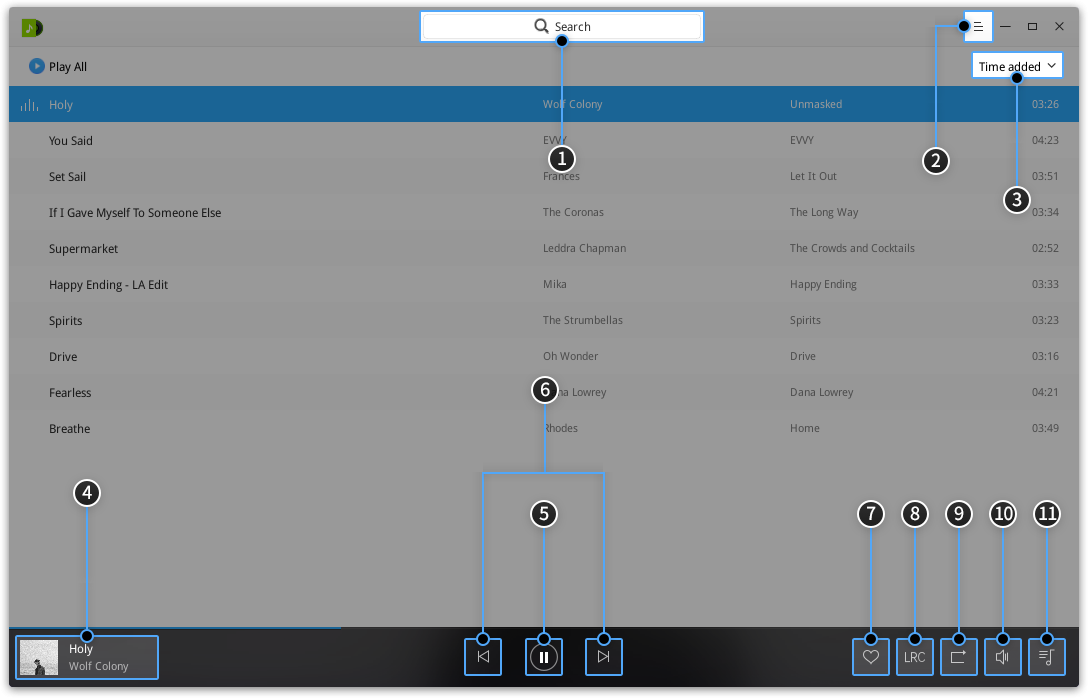 Search
Play All
Time added
Holy Wolf Colony Unmasked 03:26
You Said EVVY EVVY 04:23
1
2
Set Sail Frances Let It Out 03:51
3
If I Gave Myself To Someone Else The Coronas The Long Way 03:34
Supermarket Leddra Chapman The Crowds and Cocktails 02:52
Happy Ending - LA Edit Mika Happy Ending 03:33
Spirits The Strumbellas Spirits 03:23
Drive Oh Wonder Drive 03:16
6
Fearless Lowrey Dana Lowrey 04:21
Breathe Rhodes Home 03:49
4
5
7 8 9 10 11
Holy
Wolf Colony
LRC